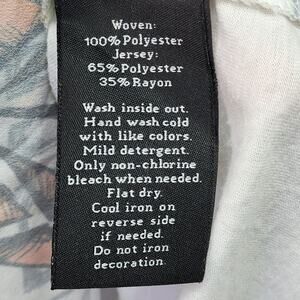 Woven:
100% Polyester
Jersey:
65% Polyester
35% Rayon
Wash inside out.
Hand wash cold
with like colors.
Mild detergent.
Only non-chlorine
bleach when needed.
Flat dry.
Cool iron on
reverse side
if needed.
Do not iron
decoration.